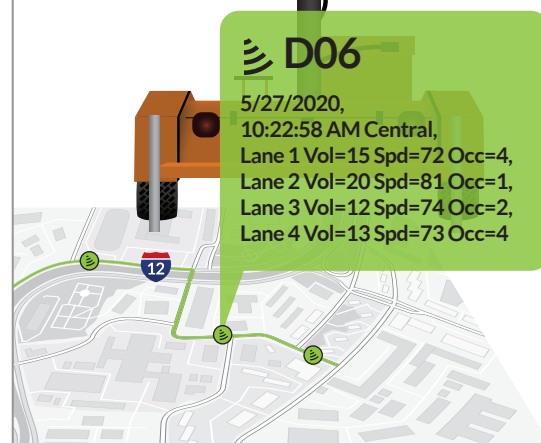 D06
5/27/2020,
10:22:58 AM Central,
Lane 1 Vol=15 Spd=72 Occ=4,
Lane 2 Vol=20 Spd=81 Occ=1,
Lane 3 Vol=12 Spd=74 Occ=2,
Lane 4 Vol=13 Spd=73 Occ=4
12